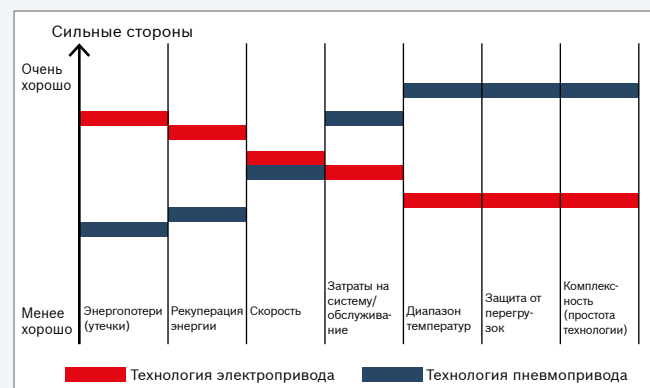 Сильные стороны
Очень
хорошо
Менее
хорошо
Энергопотери
(утечки)
Рекуперация
энергии
Скорость
Затраты на
систему/
обслужива-
ние
Диапазон
температур
Защита от
перегру-
зок
Комплекс-
ность
(простота
технологии)
Технология электропривода
Технология пневмопривода